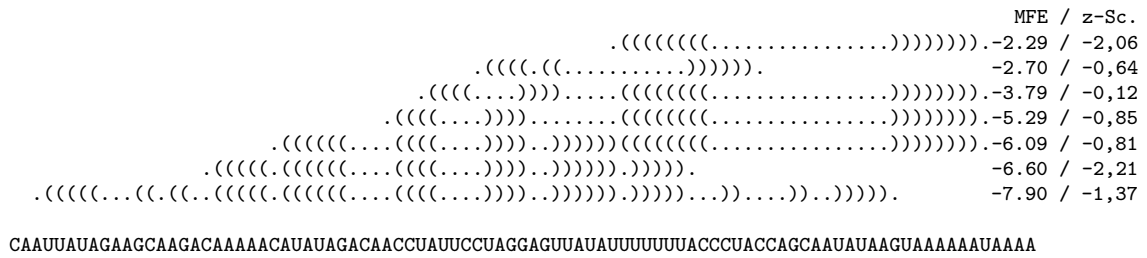 MFE / z-Sc.
.((((((((................)))))))).-2.29 / -2,06
.((((.((...........)))))). -2.70 / -0,64
.((((....)))).....((((((((................)))))))).-3.79 / -0,12
.((((....))))........((((((((................)))))))).-5.29 / -0,85
.((((((....((((....))))..))))))((((((((................)))))))).-6.09 / -0,81
.(((((.((((((....((((....))))..)))))).))))). -6.60 / -2,21
.(((((...((.((..(((((.((((((....((((....))))..)))))).)))))...))....))..))))). -7.90 / -1,37
CAAUUAUAGAAGCAAGACAAAAACAUAUAGACAACCUAUUCCUAGGAGUUAUAUUUUUUUACCCUACCAGCAAUAUAAGUAAAAAAUAAAA